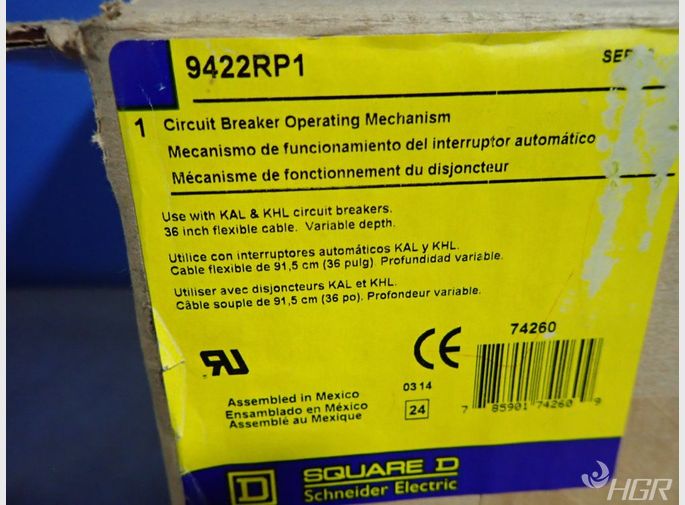 9422RP1
1 Circuit Breaker Operating Mechanism
Mecanismo de funcionamiento del interruptor automático
Mécanisme de fonctionnement du disjoncteur
Use with KAL & KHL circuit breakers.
36 inch flexible cable. Variable depth.
Utilice con interruptores automáticos KAL y KHL.
Cable flexible de 91,5 cm (36 pulg). Profundidad variable.
Utiliser avec disjoncteurs KAL et KHL.
Câble souple de 91,5 cm (36 po). Profondeur variable.
CE
74260
03 14
24
7 85901 74260 9
Assembled in Mexico
Ensamblado en México
Assemblé au Mexique
D SQUARE D
Schneider Electric
HGR